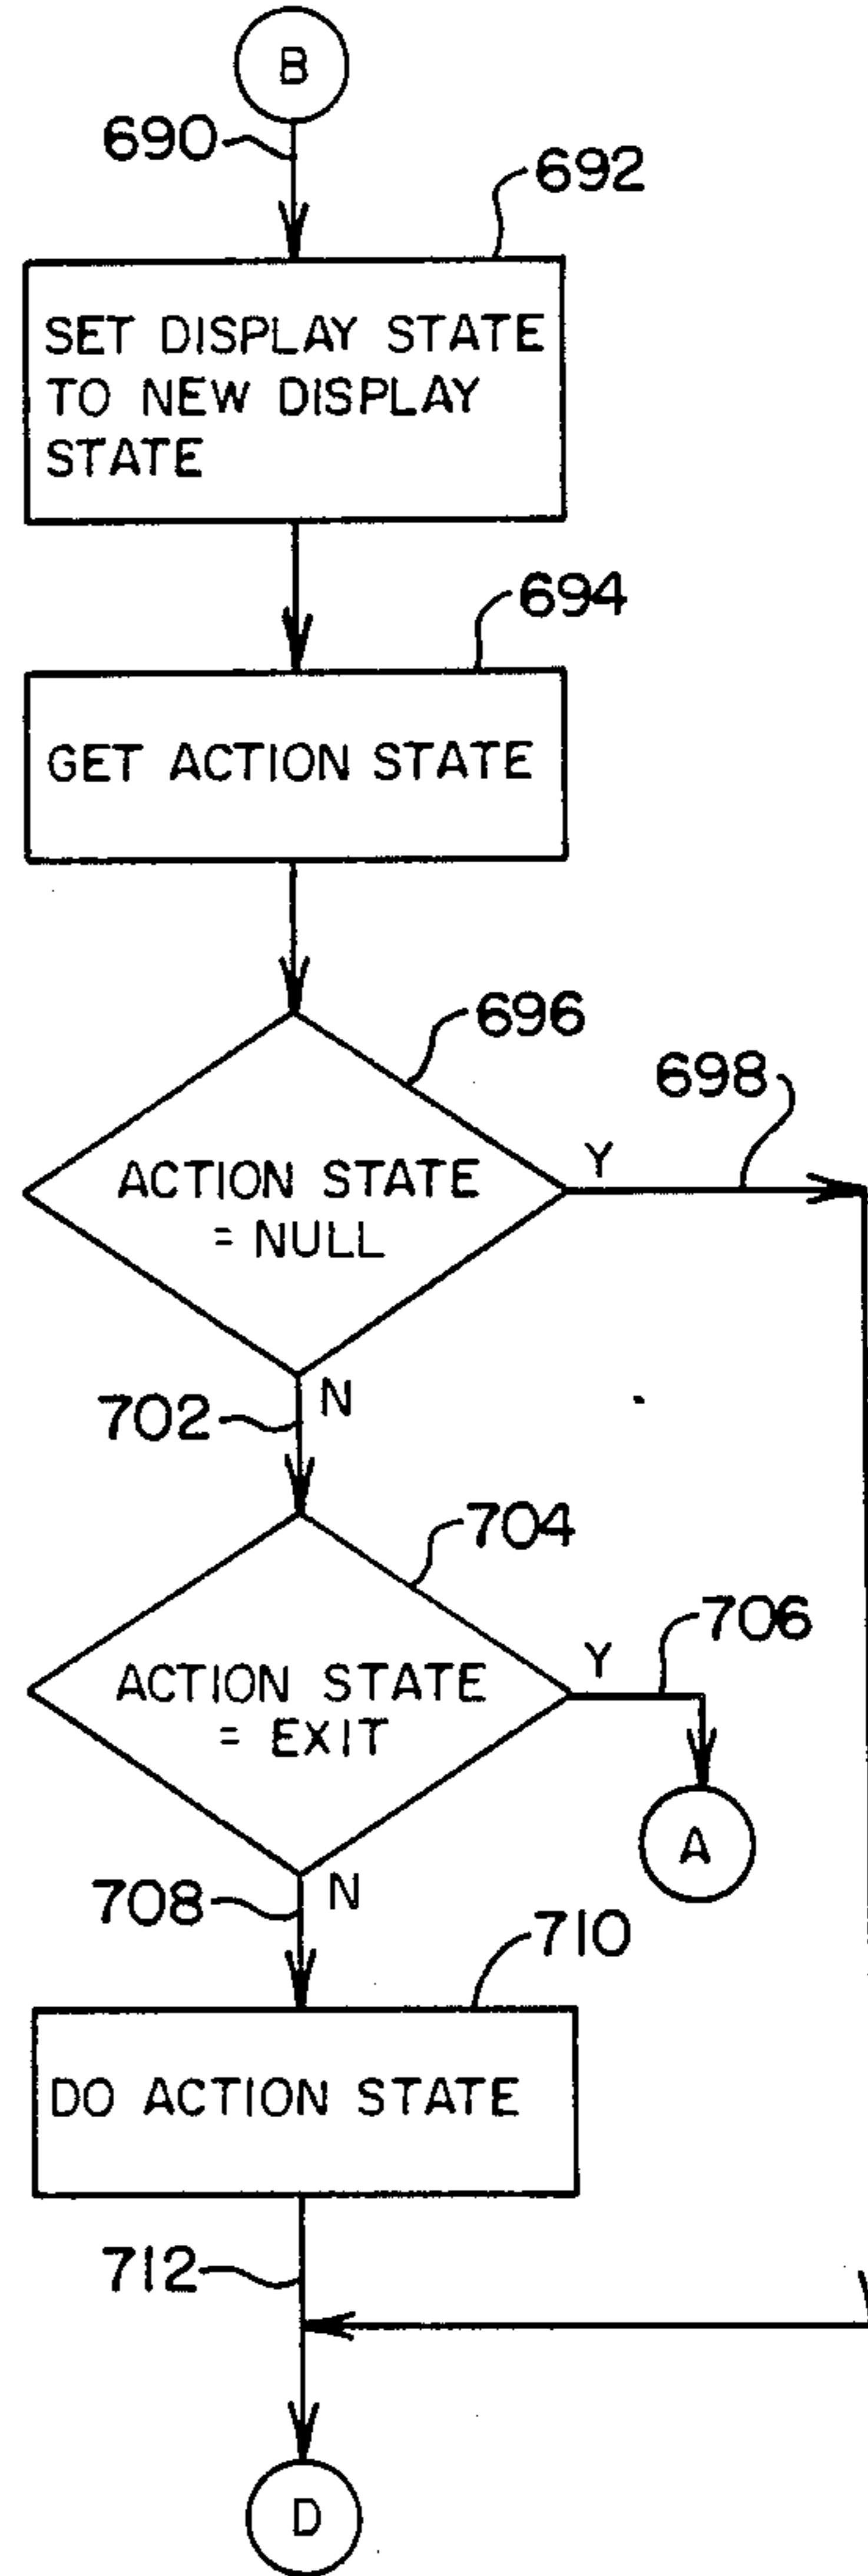 B
690
692
SET DISPLAY STATE
TO NEW DISPLAY
STATE
694
GET ACTION STATE
696
698
ACTION STATE
= NULL
Y
702
N
704
706
ACTION STATE
= EXIT
Y
A
708
N
710
DO ACTION STATE
712
D